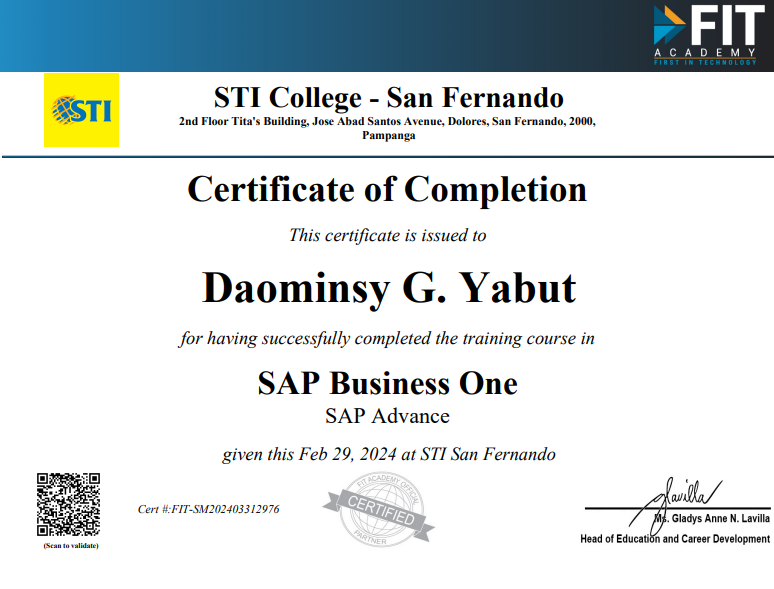 FIT
ACADEMY
FIRST IN TECHNOLOGY
STI
STI College - San Fernando
2nd Floor Tita's Building, Jose Abad Santos Avenue, Dolores, San Fernando, 2000,
Pampanga
Certificate of Completion
This certificate is issued to
Daominsy G. Yabut
for having successfully completed the training course in
SAP Business One
SAP Advance
given this Feb 29, 2024 at STI San Fernando
(Scan to validate)
Cert #:FIT-SM202403312976
FIT ACADEMY OFFICIAL
CERTIFIED
PARTNER
glavilla
Ms. Gladys Anne N. Lavilla
Head of Education and Career Development